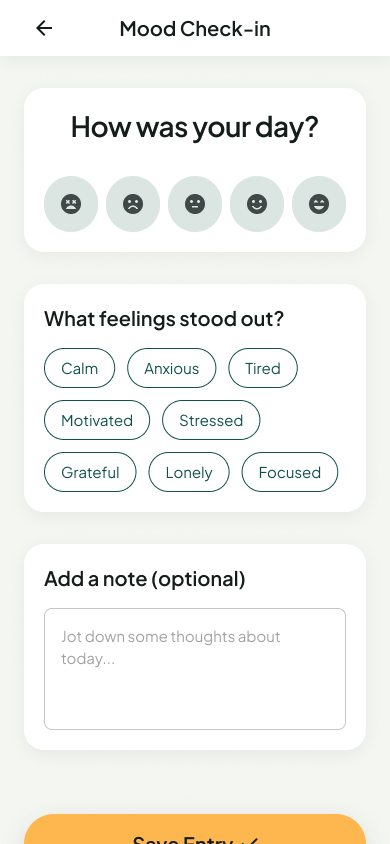 Mood Check-in
How was your day?
What feelings stood out?
Calm Anxious Tired
Motivated Stressed
Grateful Lonely Focused
Add a note (optional)
Jot down some thoughts about
today...
Save Entry